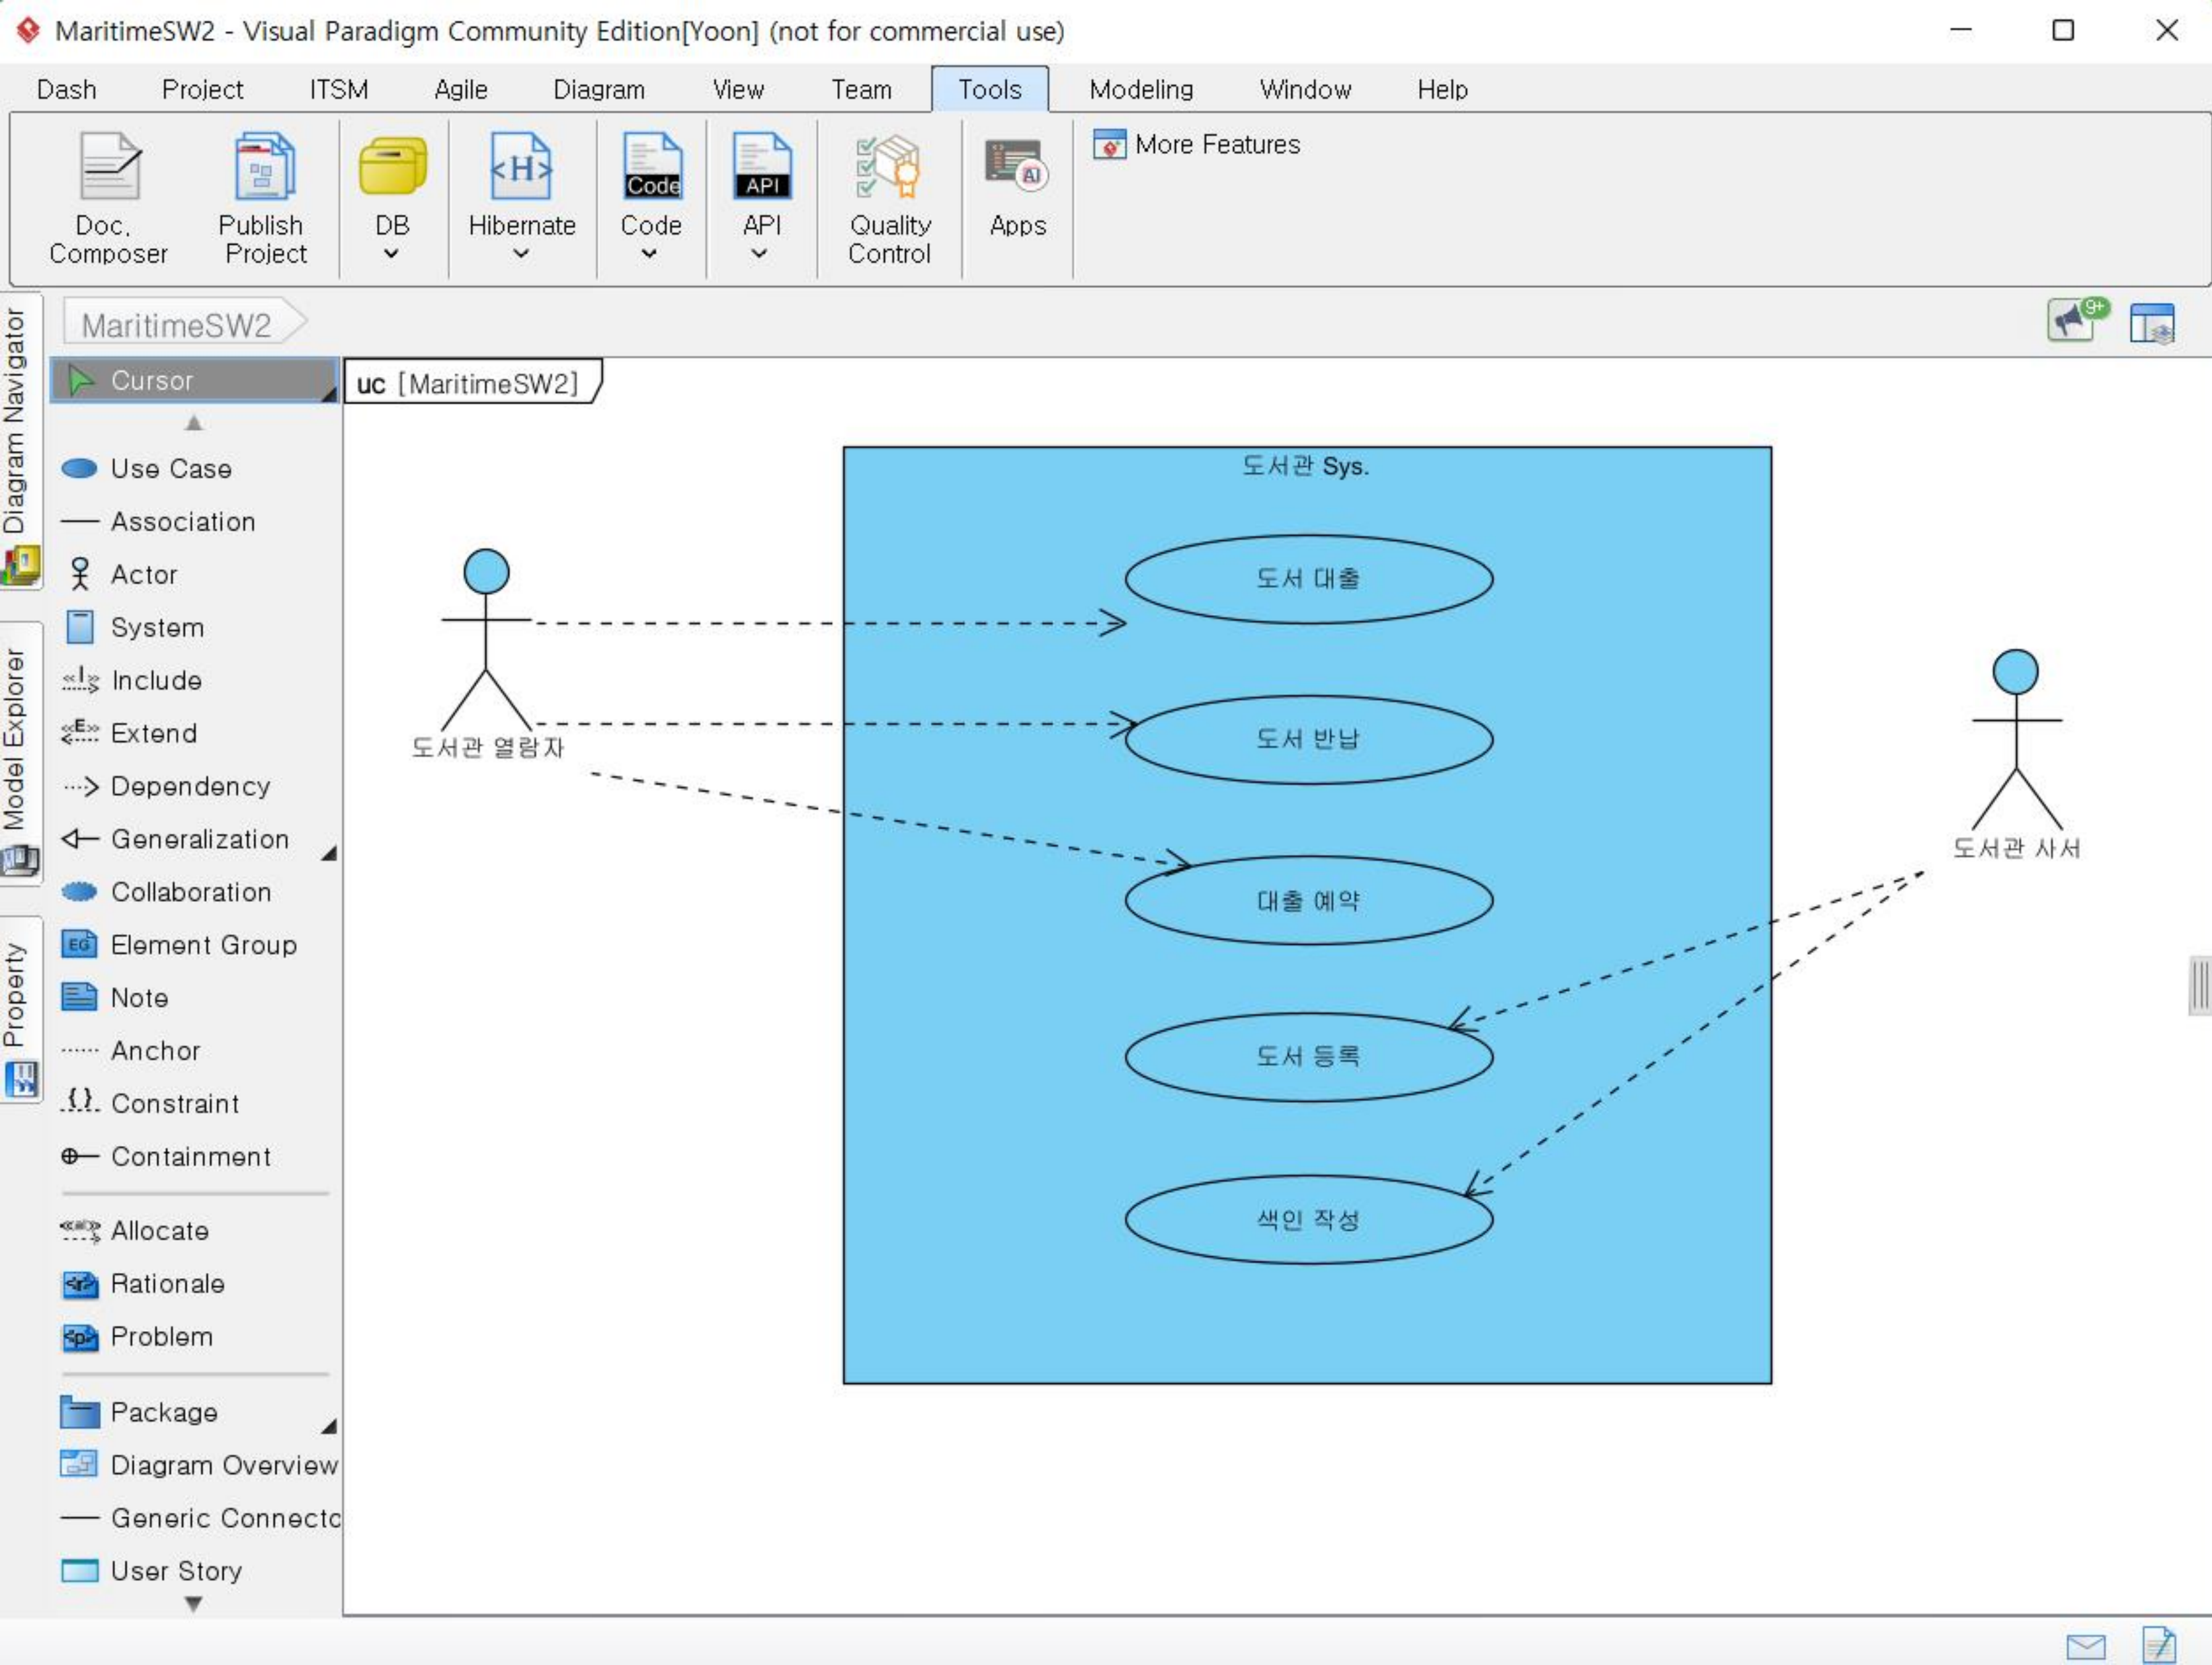 MaritimeSW2 - Visual Paradigm Community Edition[Yoon] (not for commercial use)
Dash Project ITSM Agile Diagram View Team Tools Modeling Window Help
Doc. Composer
Publish Project
DB
Hibernate
Code
Code
API
API
Quality Control
AI
Apps
More Features
MaritimeSW2
9+
Diagram Navigator
Model Explorer
Property
Cursor
Use Case
Association
Actor
System
Include
Extend
Dependency
Generalization
Collaboration
EG
Element Group
Note
Anchor
Constraint
Containment
Allocate
Rationale
Problem
Package
Diagram Overview
Generic Connecto
User Story
uc [MaritimeSW2]
도서관 Sys.
도서 대출
도서 반납
대출 예약
도서 등록
색인 작성
도서관 열람자
도서관 사서